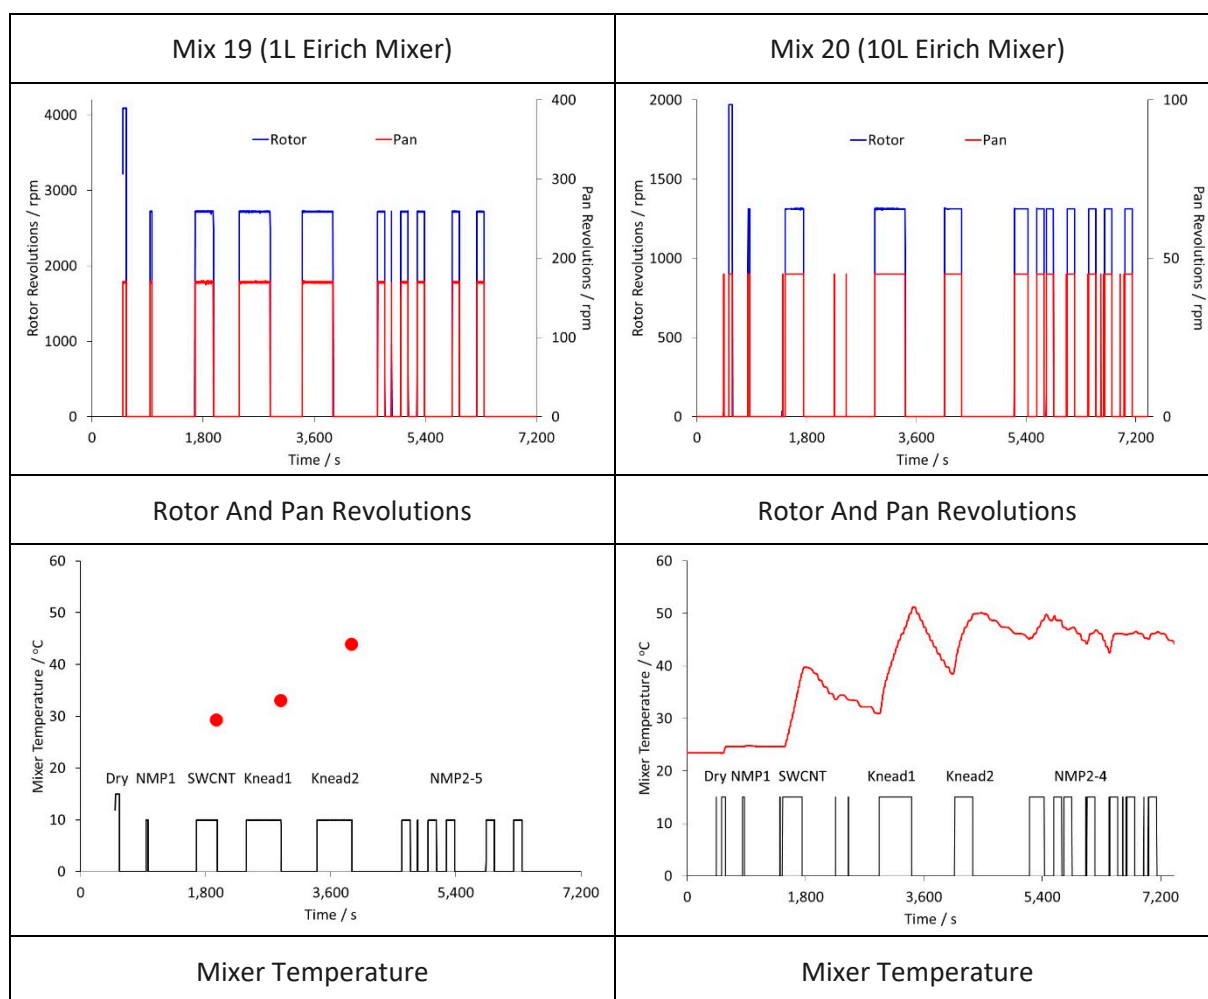 Mix 19 (1L Eirich Mixer)
Mix 20 (10L Eirich Mixer)
Rotor Revolutions / rpm
4000
3000
2000
1000
0
Rotor
Pan
400
300
200
100
0
Pan Revolutions / rpm
0
1,800
3,600
5,400
7,200
Time / s
Rotor Revolutions / rpm
2000
1500
1000
500
0
Rotor
Pan
100
50
0
Pan Revolutions / rpm
0
1,800
3,600
5,400
7,200
Time / s
Rotor And Pan Revolutions
Rotor And Pan Revolutions
Mixer Temperature / °C
60
50
40
30
20
10
0
Dry NMP1 SWCNT Knead1 Knead2 NMP2-5
0
1,800
3,600
5,400
7,200
Time / s
Mixer Temperature / °C
60
50
40
30
20
10
0
Dry NMP1 SWCNT Knead1 Knead2 NMP2-4
0
1,800
3,600
5,400
7,200
Time / s
Mixer Temperature
Mixer Temperature